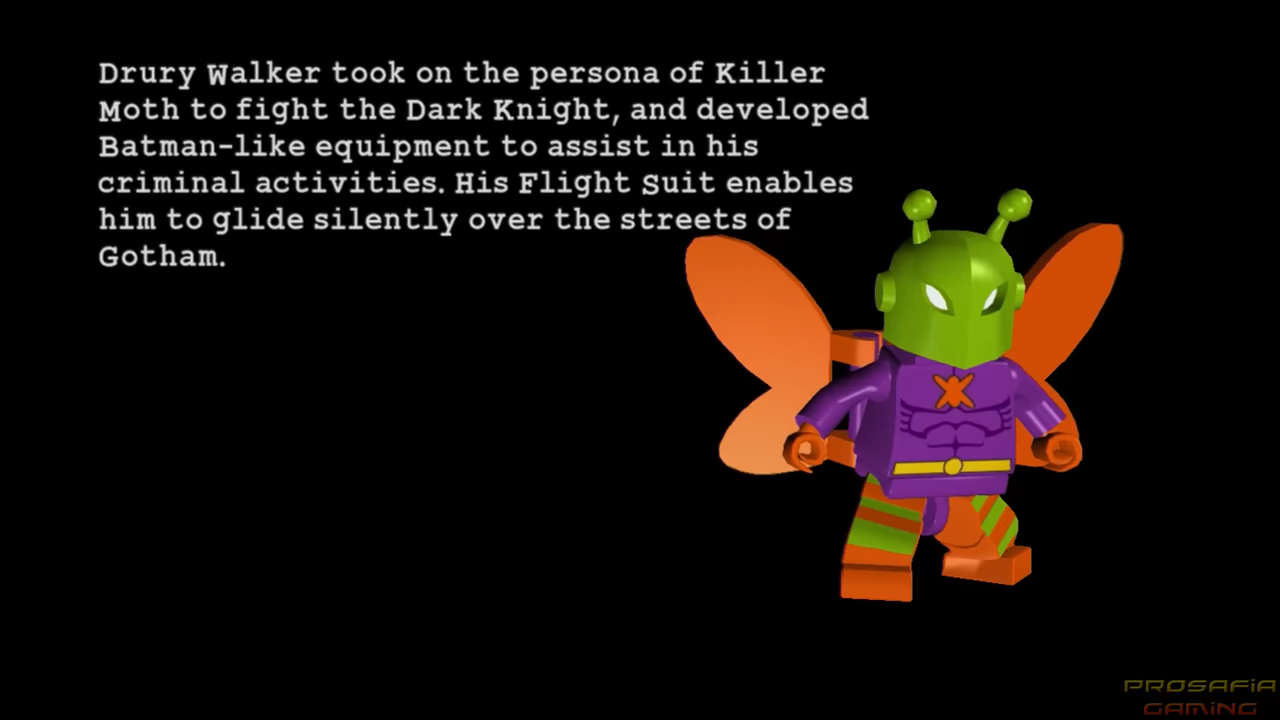 Drury Walker took on the persona of Killer
Moth to fight the Dark Knight, and developed
Batman-like equipment to assist in his
criminal activities. His Flight Suit enables
him to glide silently over the streets of
Gotham.
PROSAFiA
GAMiNG